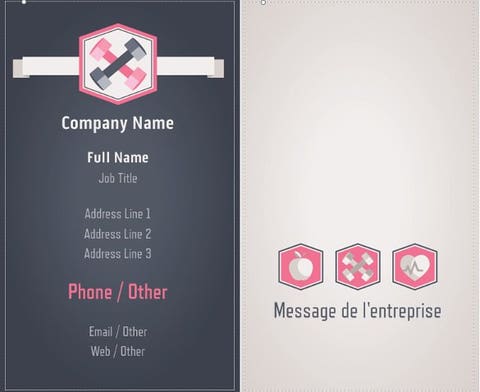 Company Name
Full Name
Job Title
Address Line 1
Address Line 2
Address Line 3
Phone / Other
Email / Other
Web / Other
Message de l'entreprise